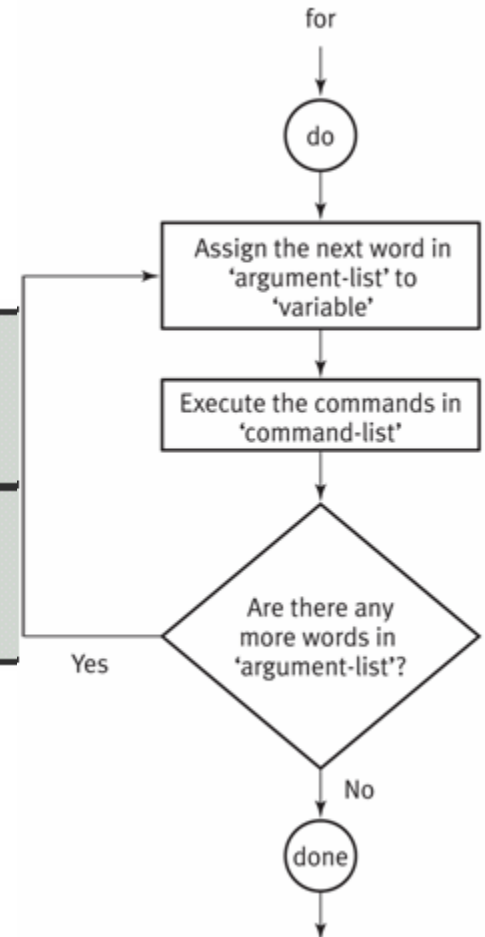 for
do
Assign the next word in
‘argument-list’ to
‘variable’
Execute the commands in
‘command-list’
Are there any
more words in
‘argument-list’?
Yes
No
done